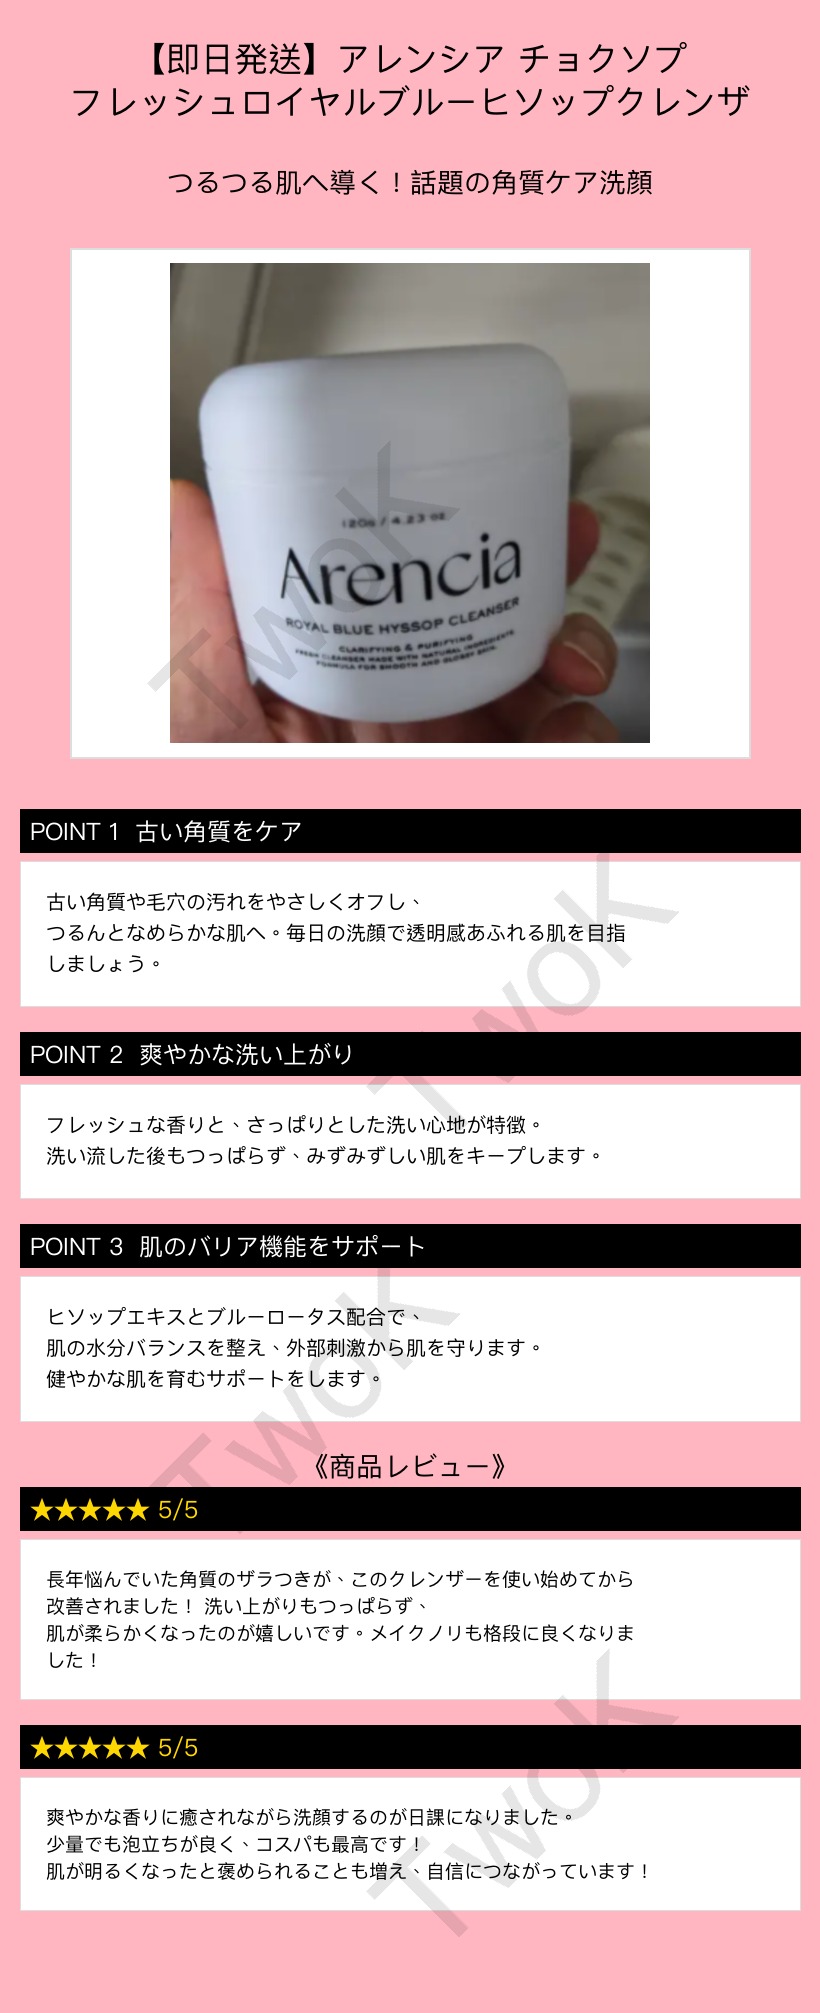 【即日発送】アレンシア チョクソプ
フレッシュロイヤルブルーヒソップクレンザ
つるつる肌へ導く！話題の角質ケア洗顔
120g / 4.23 oz.
Arencia
ROYAL BLUE HYSSOP CLEANSER
CLARIFYING & PURIFYING
FRESH CLEANSER MADE WITH NATURAL INGREDIENTS
FORMULA FOR SMOOTH AND GLOSSY SKIN.
TwoK
POINT 1 古い角質をケア
古い角質や毛穴の汚れをやさしくオフし、
つるんとなめらかな肌へ。毎日の洗顔で透明感あふれる肌を目指
しましょう。
TwoK
POINT 2 爽やかな洗い上がり
フレッシュな香りと、さっぱりとした洗い心地が特徴。
洗い流した後もつっぱらず、みずみずしい肌をキープします。
POINT 3 肌のバリア機能をサポート
ヒソップエキスとブルーロータス配合で、
肌の水分バランスを整え、外部刺激から肌を守ります。
健やかな肌を育むサポートをします。
TwoK
《商品レビュー》
★★★★★ 5/5
長年悩んでいた角質のザラつきが、このクレンザーを使い始めてから
改善されました！ 洗い上がりもつっぱらず、
肌が柔らかくなったのが嬉しいです。メイクノリも格段に良くなりま
した！
★★★★★ 5/5
爽やかな香りに癒されながら洗顔するのが日課になりました。
少量でも泡立ちが良く、コスパも最高です！
肌が明るくなったと褒められることも増え、自信につながっています！
TwoK